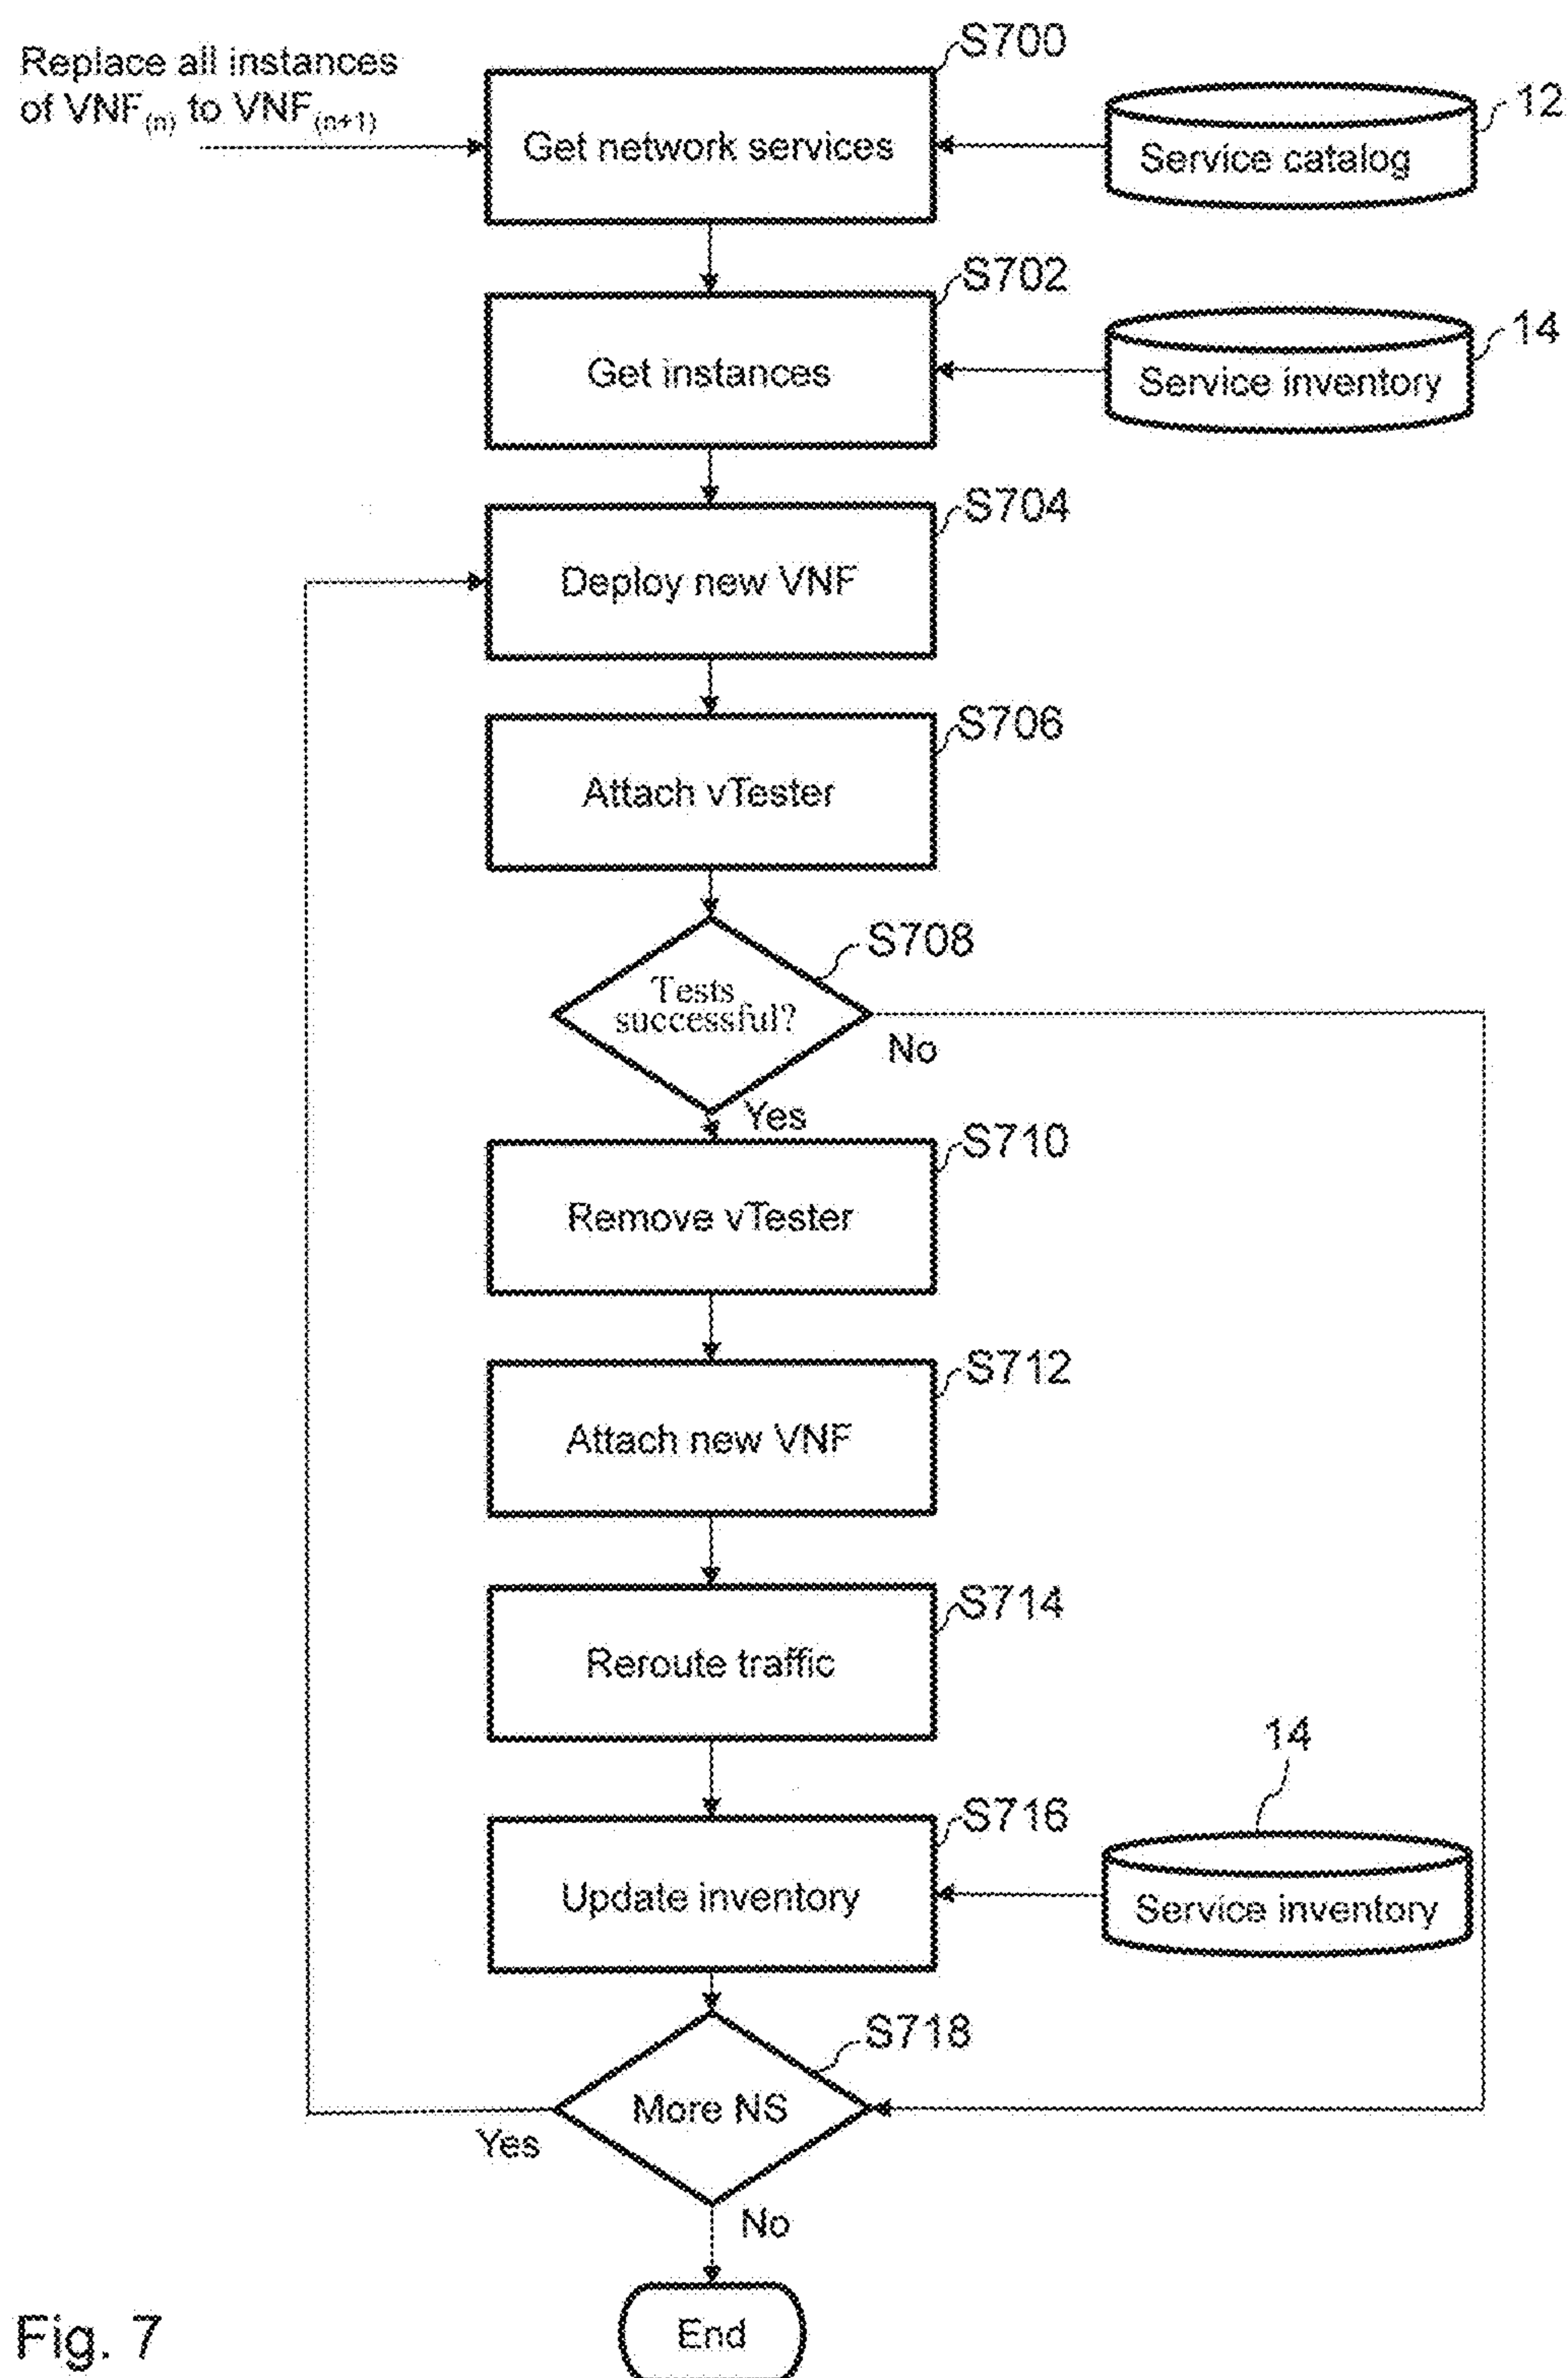 Replace all instances
of VNF(n) to VNF(n+1)
S700
Get network services
12
Service catalog
S702
Get instances
14
Service inventory
S704
Deploy new VNF
S706
Attach vTester
S708
Tests
successful?
No
Yes
S710
Remove vTester
S712
Attach new VNF
S714
Reroute traffic
S716
Update inventory
14
Service inventory
S718
More NS
Yes
No
End
Fig. 7